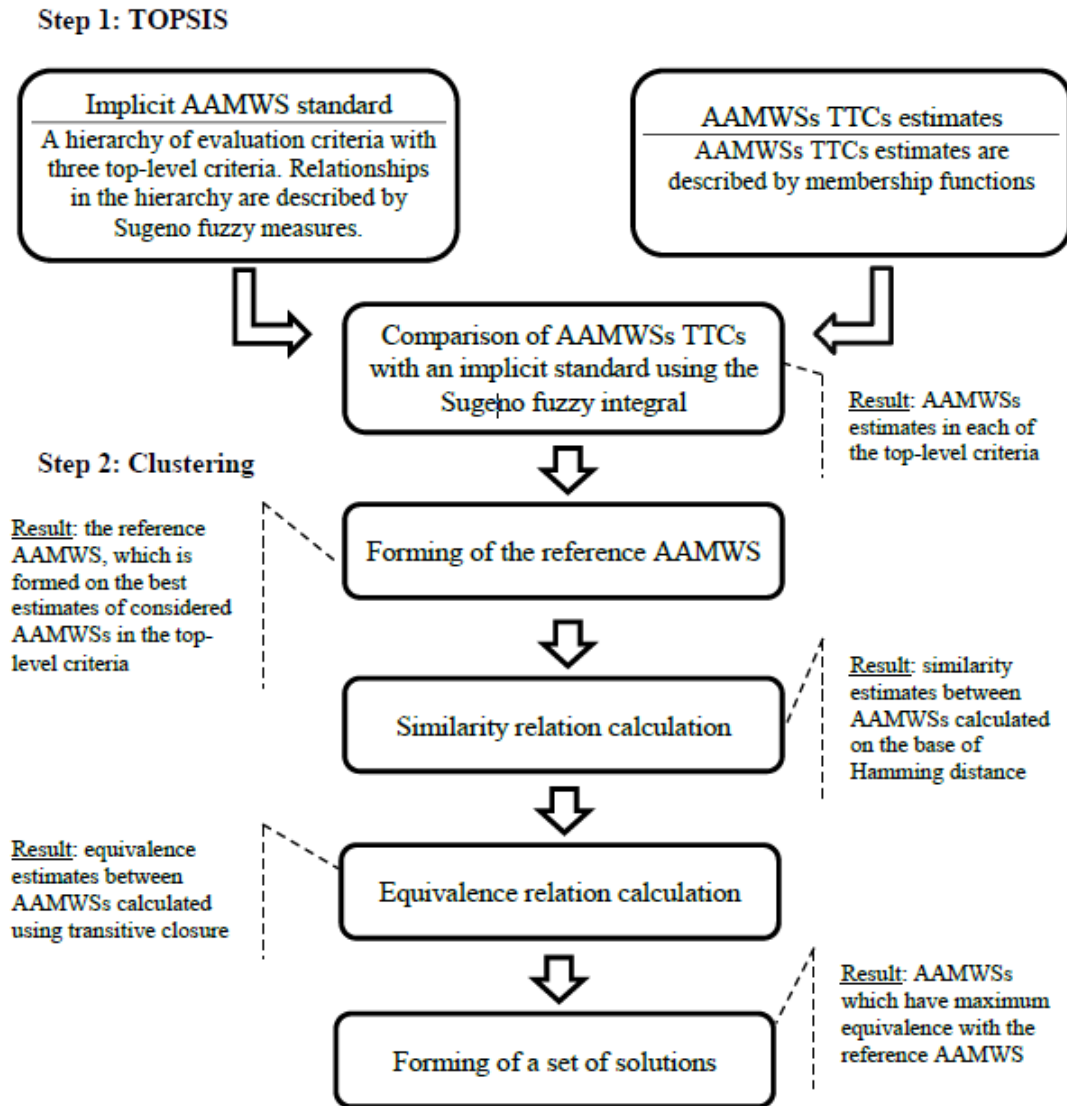 Step 1: TOPSIS
Implicit AAMWS standard
A hierarchy of evaluation criteria with
three top-level criteria. Relationships
in the hierarchy are described by
Sugeno fuzzy measures.
AAMWSs TTCs estimates
AAMWSs TTCs estimates are
described by membership functions
Comparison of AAMWSs TTCs
with an implicit standard using the
Sugeno fuzzy integral
Result: AAMWSs
estimates in each of
the top-level criteria
Step 2: Clustering
Result: the reference
AAMWS, which is
formed on the best
estimates of considered
AAMWSs in the top-
level criteria
Forming of the reference AAMWS
Similarity relation calculation
Result: similarity
estimates between
AAMWSs calculated
on the base of
Hamming distance
Result: equivalence
estimates between
AAMWSs calculated
using transitive closure
Equivalence relation calculation
Forming of a set of solutions
Result: AAMWSs
which have maximum
equivalence with the
reference AAMWS